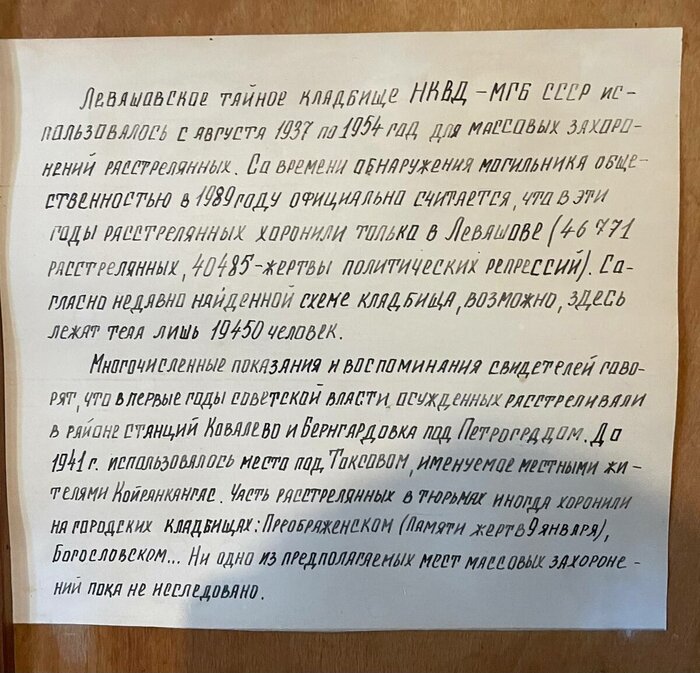 Левашовское тайное кладбище НКВД – МГБ СССР ис-
пользовалось с августа 1937 по 1954 год для массовых захоро-
нений расстрелянных. Со времени обнаружения могильника обще-
ственностью в 1989 году официально считается, что в эти
годы расстрелянных хоронили только в Левашове (46 771
расстрелянных, 40485-жертвы политических репрессий). Со-
гласно недавно найденной схеме кладбища, возможно, здесь
лежат тела лишь 19450 человек.
Многочисленные показания и воспоминания свидетелей гово-
рят, что в первые годы советской власти осужденных расстреливали
в районе станций Ковалево и Бернгардовка под Петроградом. До
1941 г. использовалось место под Токсовом, именуемое местными жи-
телями Койранкангас. Часть расстрелянных в тюрьмах иногда хоронили
на городских кладбищах: Преображенском (Памяти жертв 9 января),
Богословском... Ни одно из предполагаемых мест массовых захороне-
ний пока не исследовано.